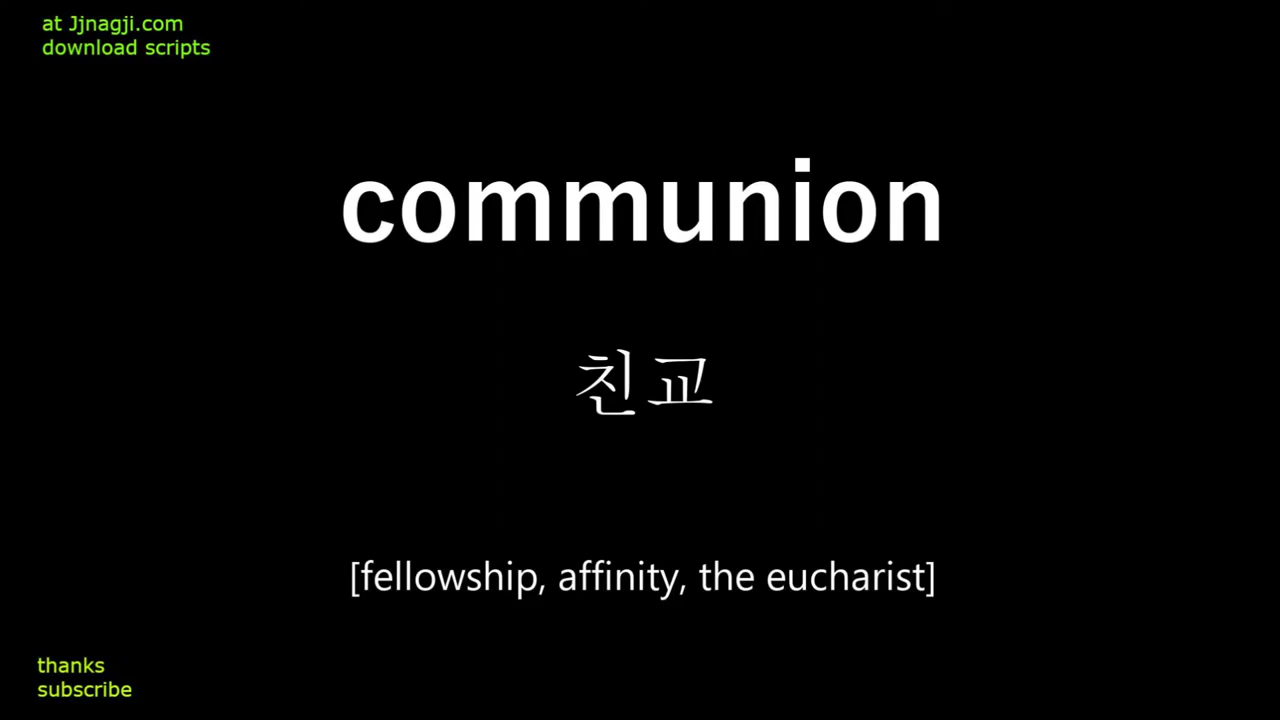 at Jjnagji.com
download scripts
communion
친교
[fellowship, affinity, the eucharist]
thanks
subscribe